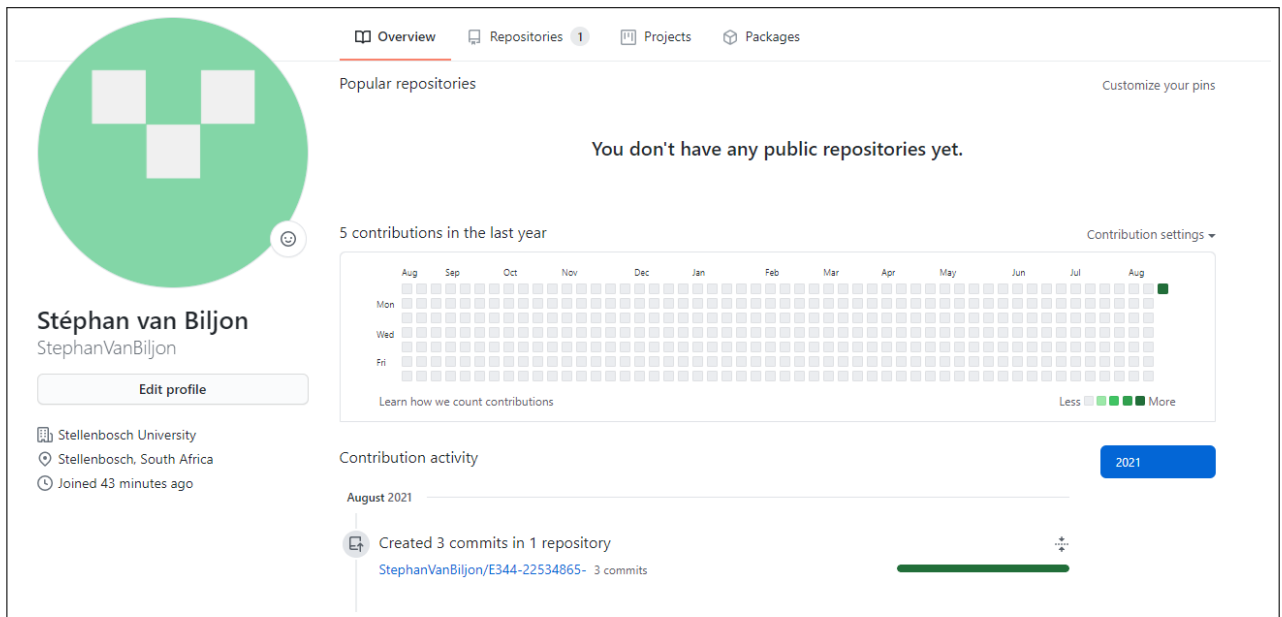 Overview Repositories 1 Projects Packages
Popular repositories Customize your pins
You don't have any public repositories yet.
5 contributions in the last year Contribution settings
Aug Sep Oct Nov Dec Jan Feb Mar Apr May Jun Jul Aug
Mon
Wed
Fri
Learn how we count contributions Less More
Stéphan van Biljon
StephanVanBiljon
Edit profile
Stellenbosch University
Stellenbosch, South Africa
Joined 43 minutes ago
Contribution activity 2021
August 2021
Created 3 commits in 1 repository
StephanVanBiljon/E344-22534865- 3 commits